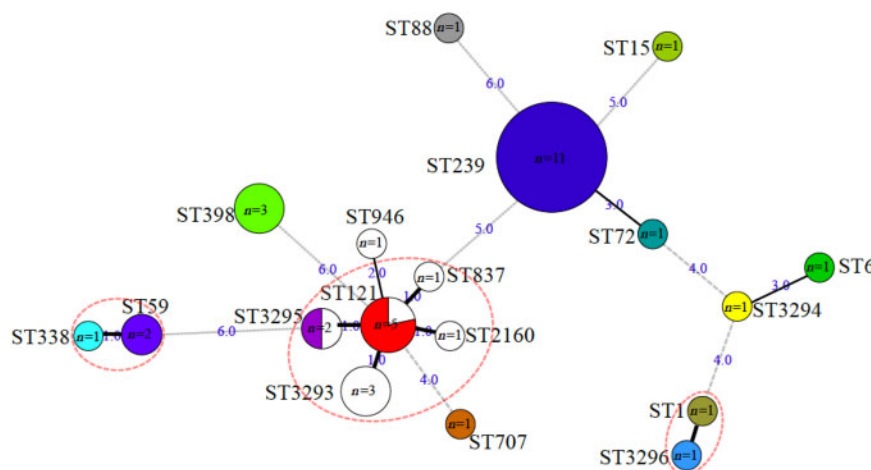 ST88
n=1
ST15
n=1
6.0
5.0
ST239
n=11
ST398
n=3
ST946
n=1
5.0
3.0
ST72
n=1
6.0
2.0
n=1
ST837
4.0
n=1
ST6
ST121
1.0
3.0
ST3294
n=1
ST59
ST3295
n=2
1.0
n=5
1.0
n=1
ST2160
ST338
n=1
1.0
n=2
6.0
1.0
4.0
4.0
ST3293
n=3
ST1
n=1
n=1
ST707
ST3296
n=1